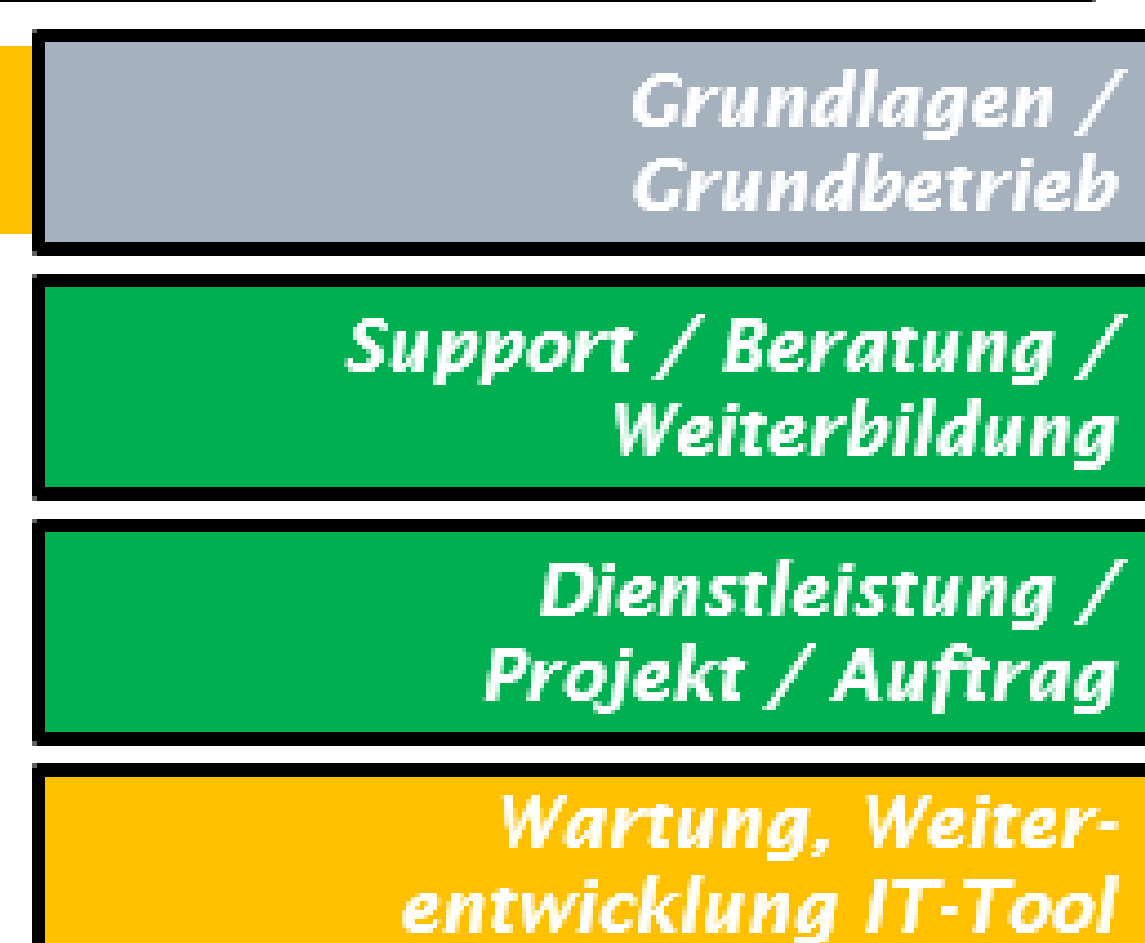 Grundlagen /
Grundbetrieb
Support / Beratung /
Weiterbildung
Dienstleistung /
Projekt / Auftrag
Wartung, Weiter-
entwicklung IT-Tool